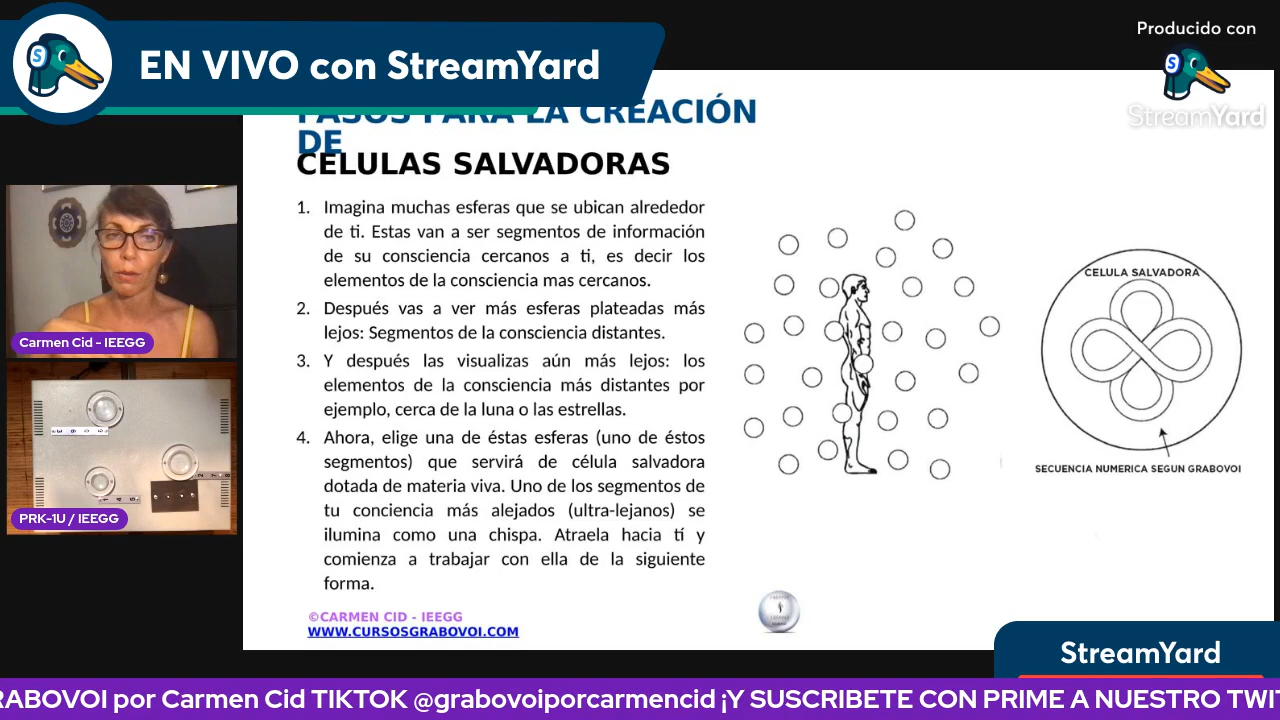 EN VIVO con StreamYard
Producido con
StreamYard
PASOS PARA LA CREACIÓN
DE
CELULAS SALVADORAS
1. Imagina muchas esferas que se ubican alrededor
de ti. Estas van a ser segmentos de información
de su consciencia cercanos a ti, es decir los
elementos de la consciencia mas cercanos.
2. Después vas a ver más esferas plateadas más
lejos: Segmentos de la consciencia distantes.
3. Y después las visualizas aún más lejos: los
elementos de la consciencia más distantes por
ejemplo, cerca de la luna o las estrellas.
4. Ahora, elige una de éstas esferas (uno de éstos
segmentos) que servirá de célula salvadora
dotada de materia viva. Uno de los segmentos de
tu conciencia más alejados (ultra-lejanos) se
ilumina como una chispa. Atraela hacia tí y
comienza a trabajar con ella de la siguiente
forma.
CELULA SALVADORA
SECUENCIA NUMERICA SEGUN GRABOVOI
Carmen Cid - IEEGG
PRK-1U / IEEGG
©CARMEN CID - IEEGG
WWW.CURSOSGRABOVOI.COM
StreamYard
RABOVOI por Carmen Cid TIKTOK @grabovoiporcarmencid ¡Y SUSCRIBETE CON PRIME A NUESTRO TWI